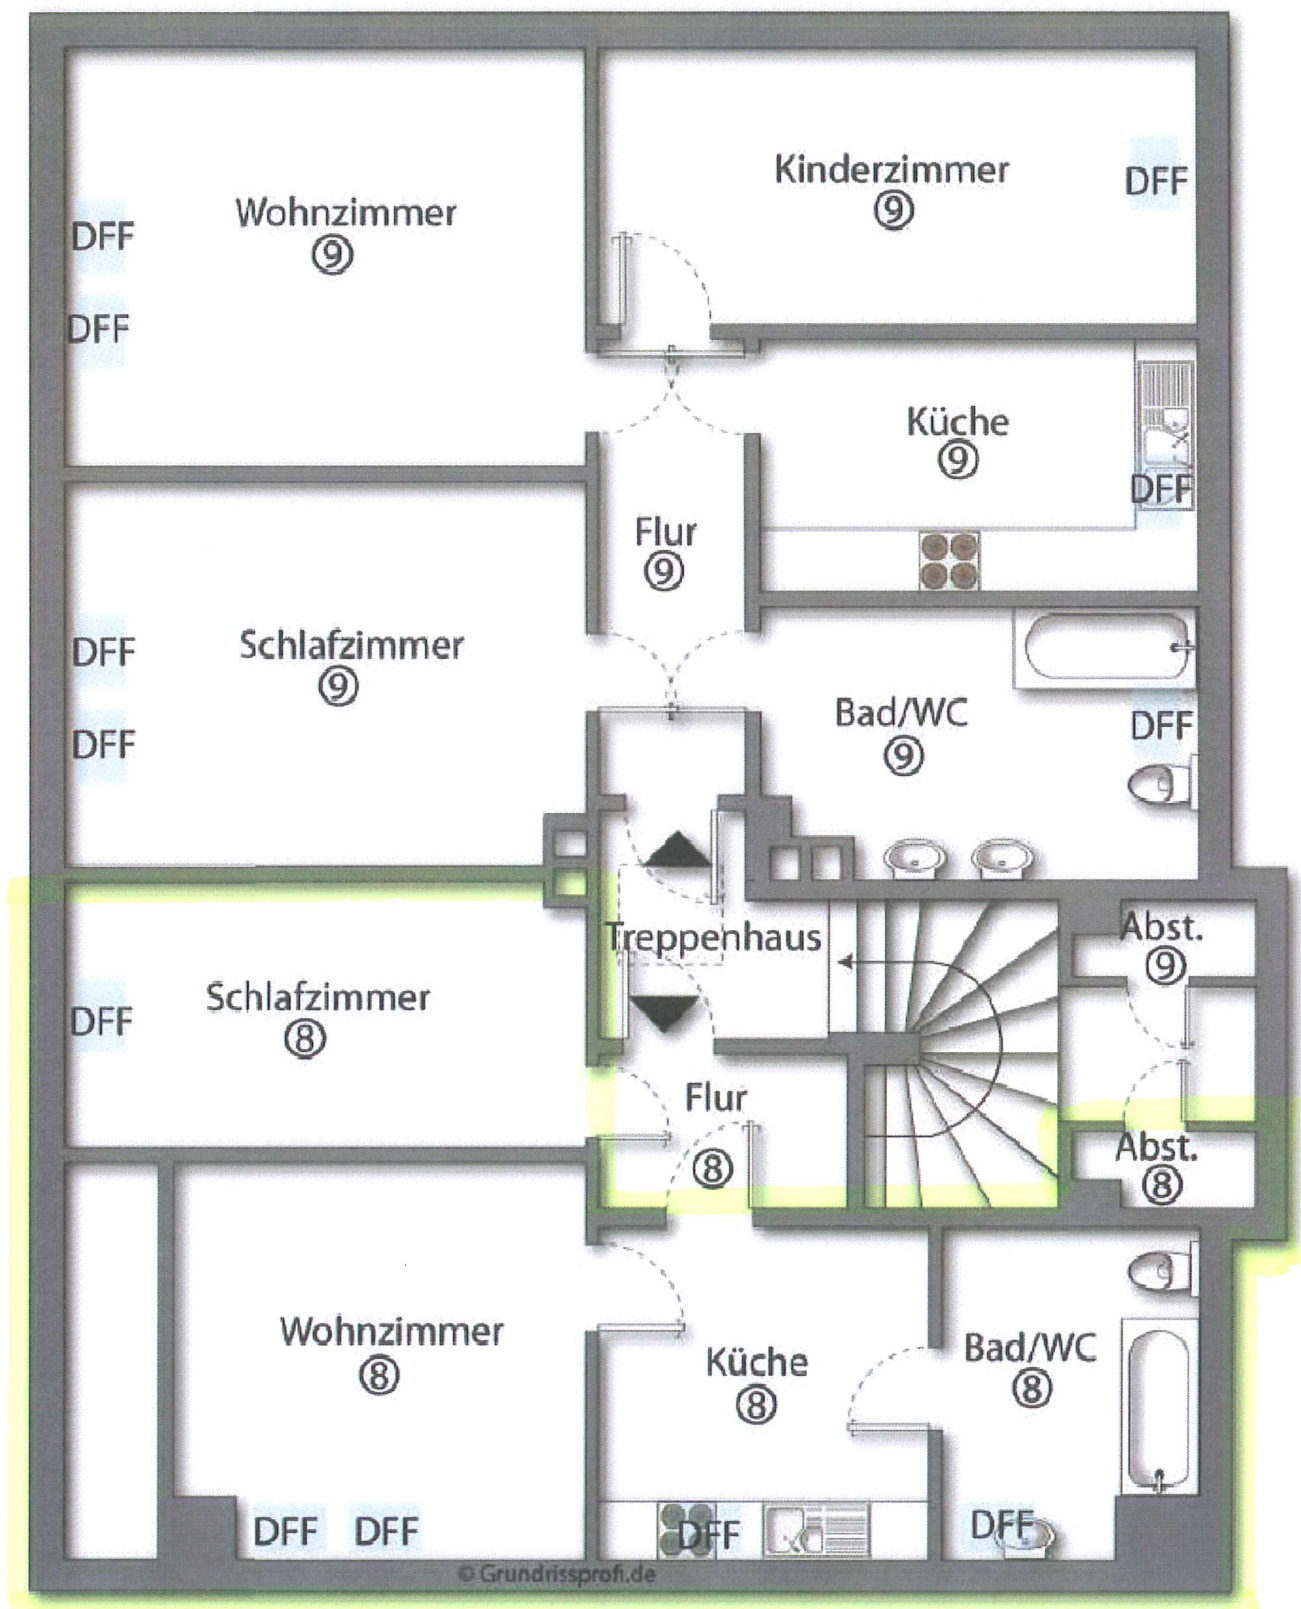 Wohnzimmer
⑨
DFF
DFF
Kinderzimmer
⑨
DFF
Küche
⑨
DFF
Flur
⑨
Schlafzimmer
⑨
DFF
DFF
Bad/WC
⑨
DFF
Treppenhaus
Abst.
⑨
Schlafzimmer
⑧
DFF
Flur
⑧
Abst.
⑧
Wohnzimmer
⑧
DFF DFF
Küche
⑧
DFF
Bad/WC
⑧
DFF
© Grundrissprofi.de